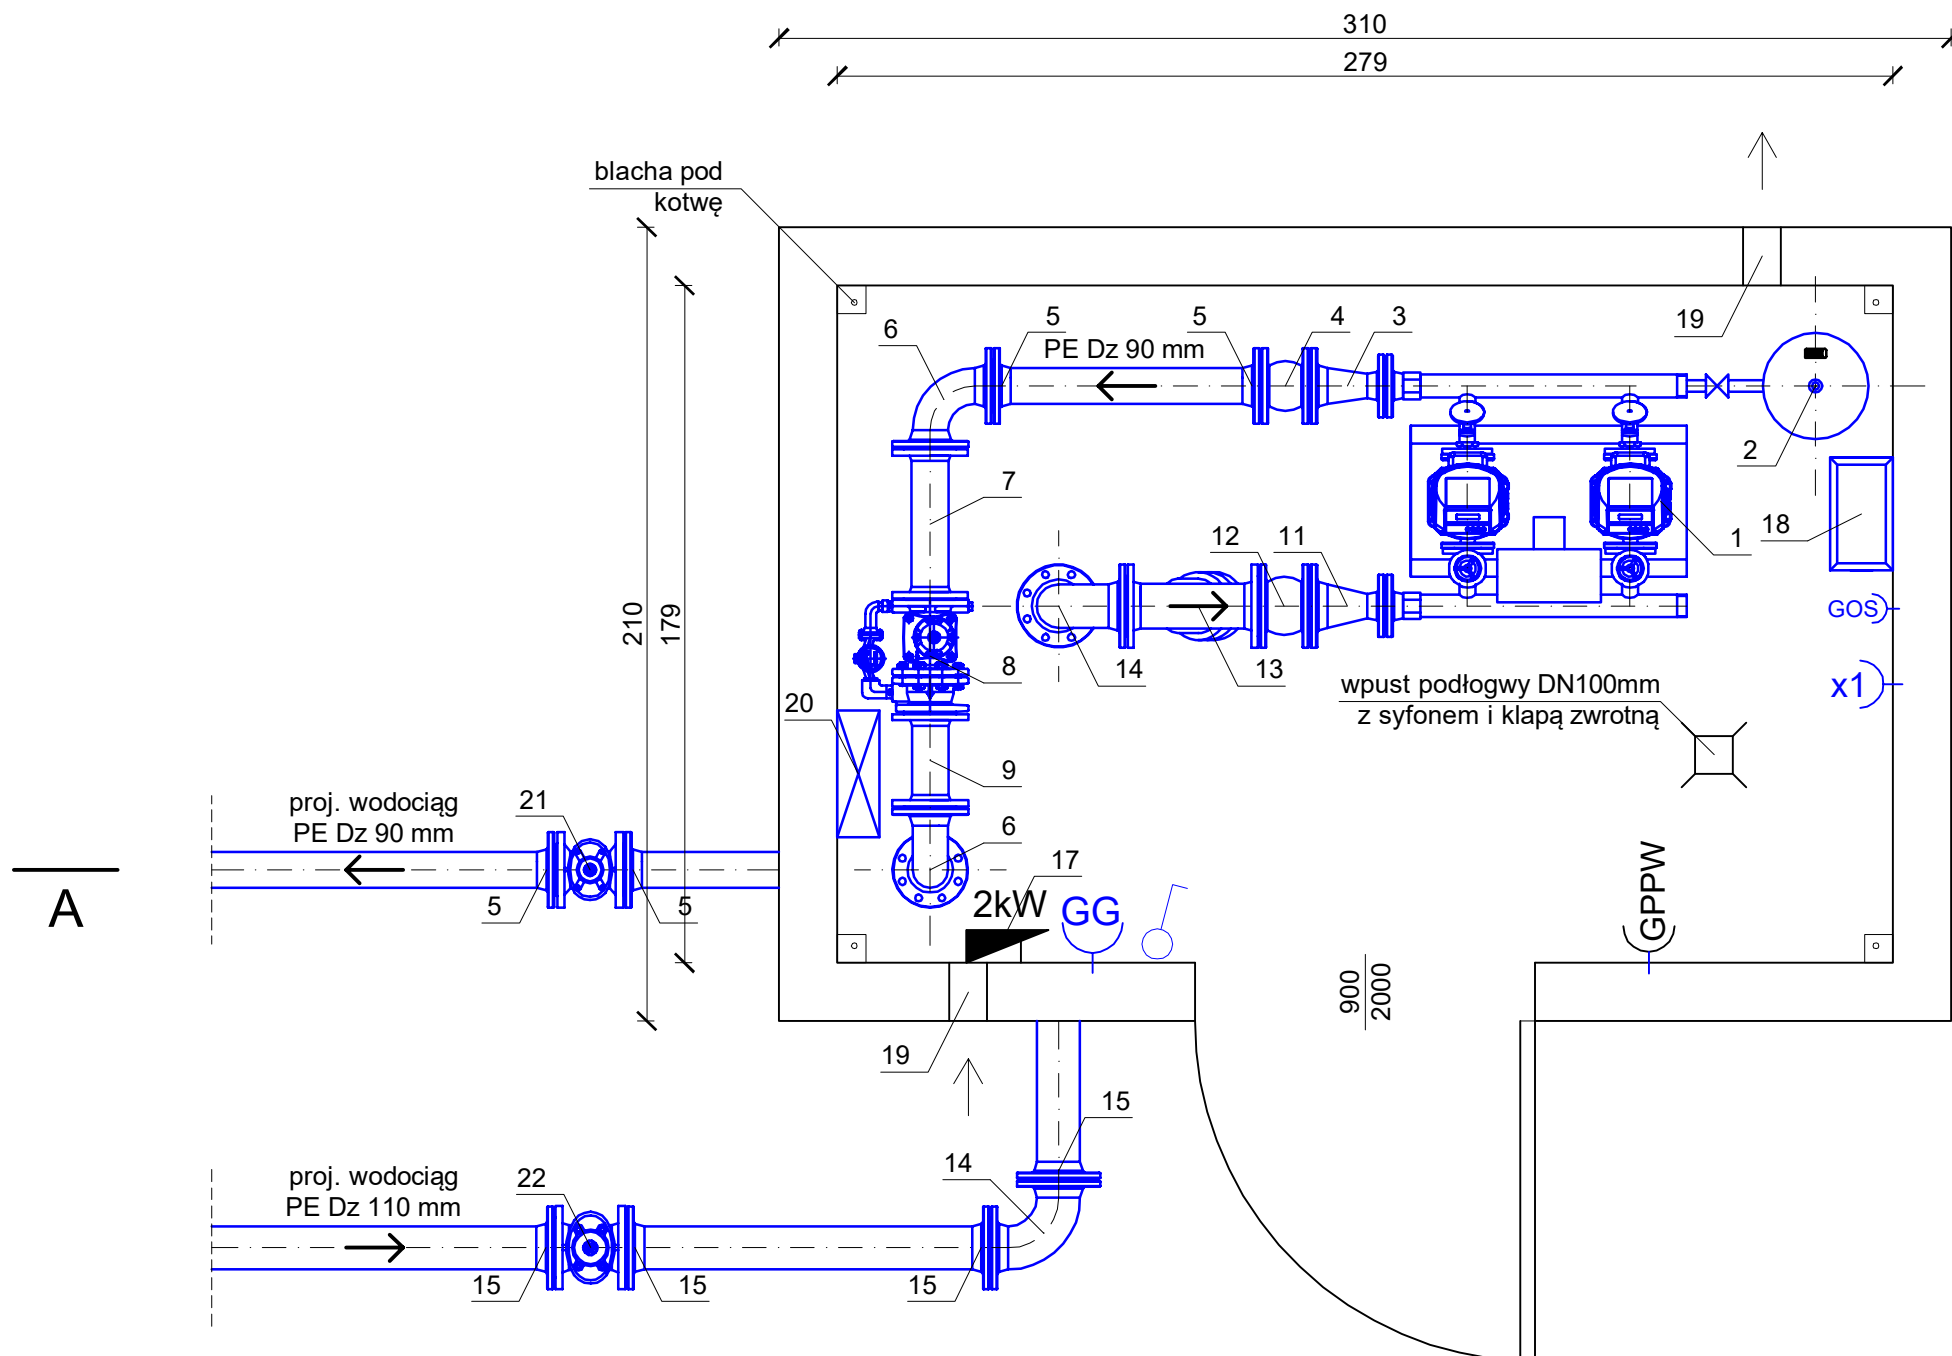 310
279
blacha pod
kotwę
210
179
6
5
PE Dz 90 mm
5
4
3
19
2
7
12
11
1
18
GOS
8
14
13
x1
wpust podłogwy DN100mm
z syfonem i klapą zwrotną
20
9
proj. wodociąg
PE Dz 90 mm
21
6
17
5
5
A
2kW
GG
GPPW
900
2000
19
15
proj. wodociąg
PE Dz 110 mm
22
14
15
15
15